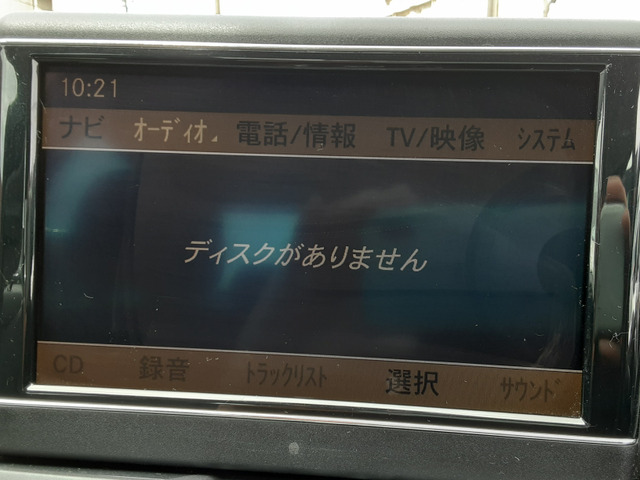 10:21
ナビ ｵｰﾃﾞｨｵ 電話/情報 TV/映像 ｼｽﾃﾑ
ディスクがありません
CD 録音 ﾄﾗｯｸﾘｽﾄ 選択 ｻｳﾝﾄﾞ